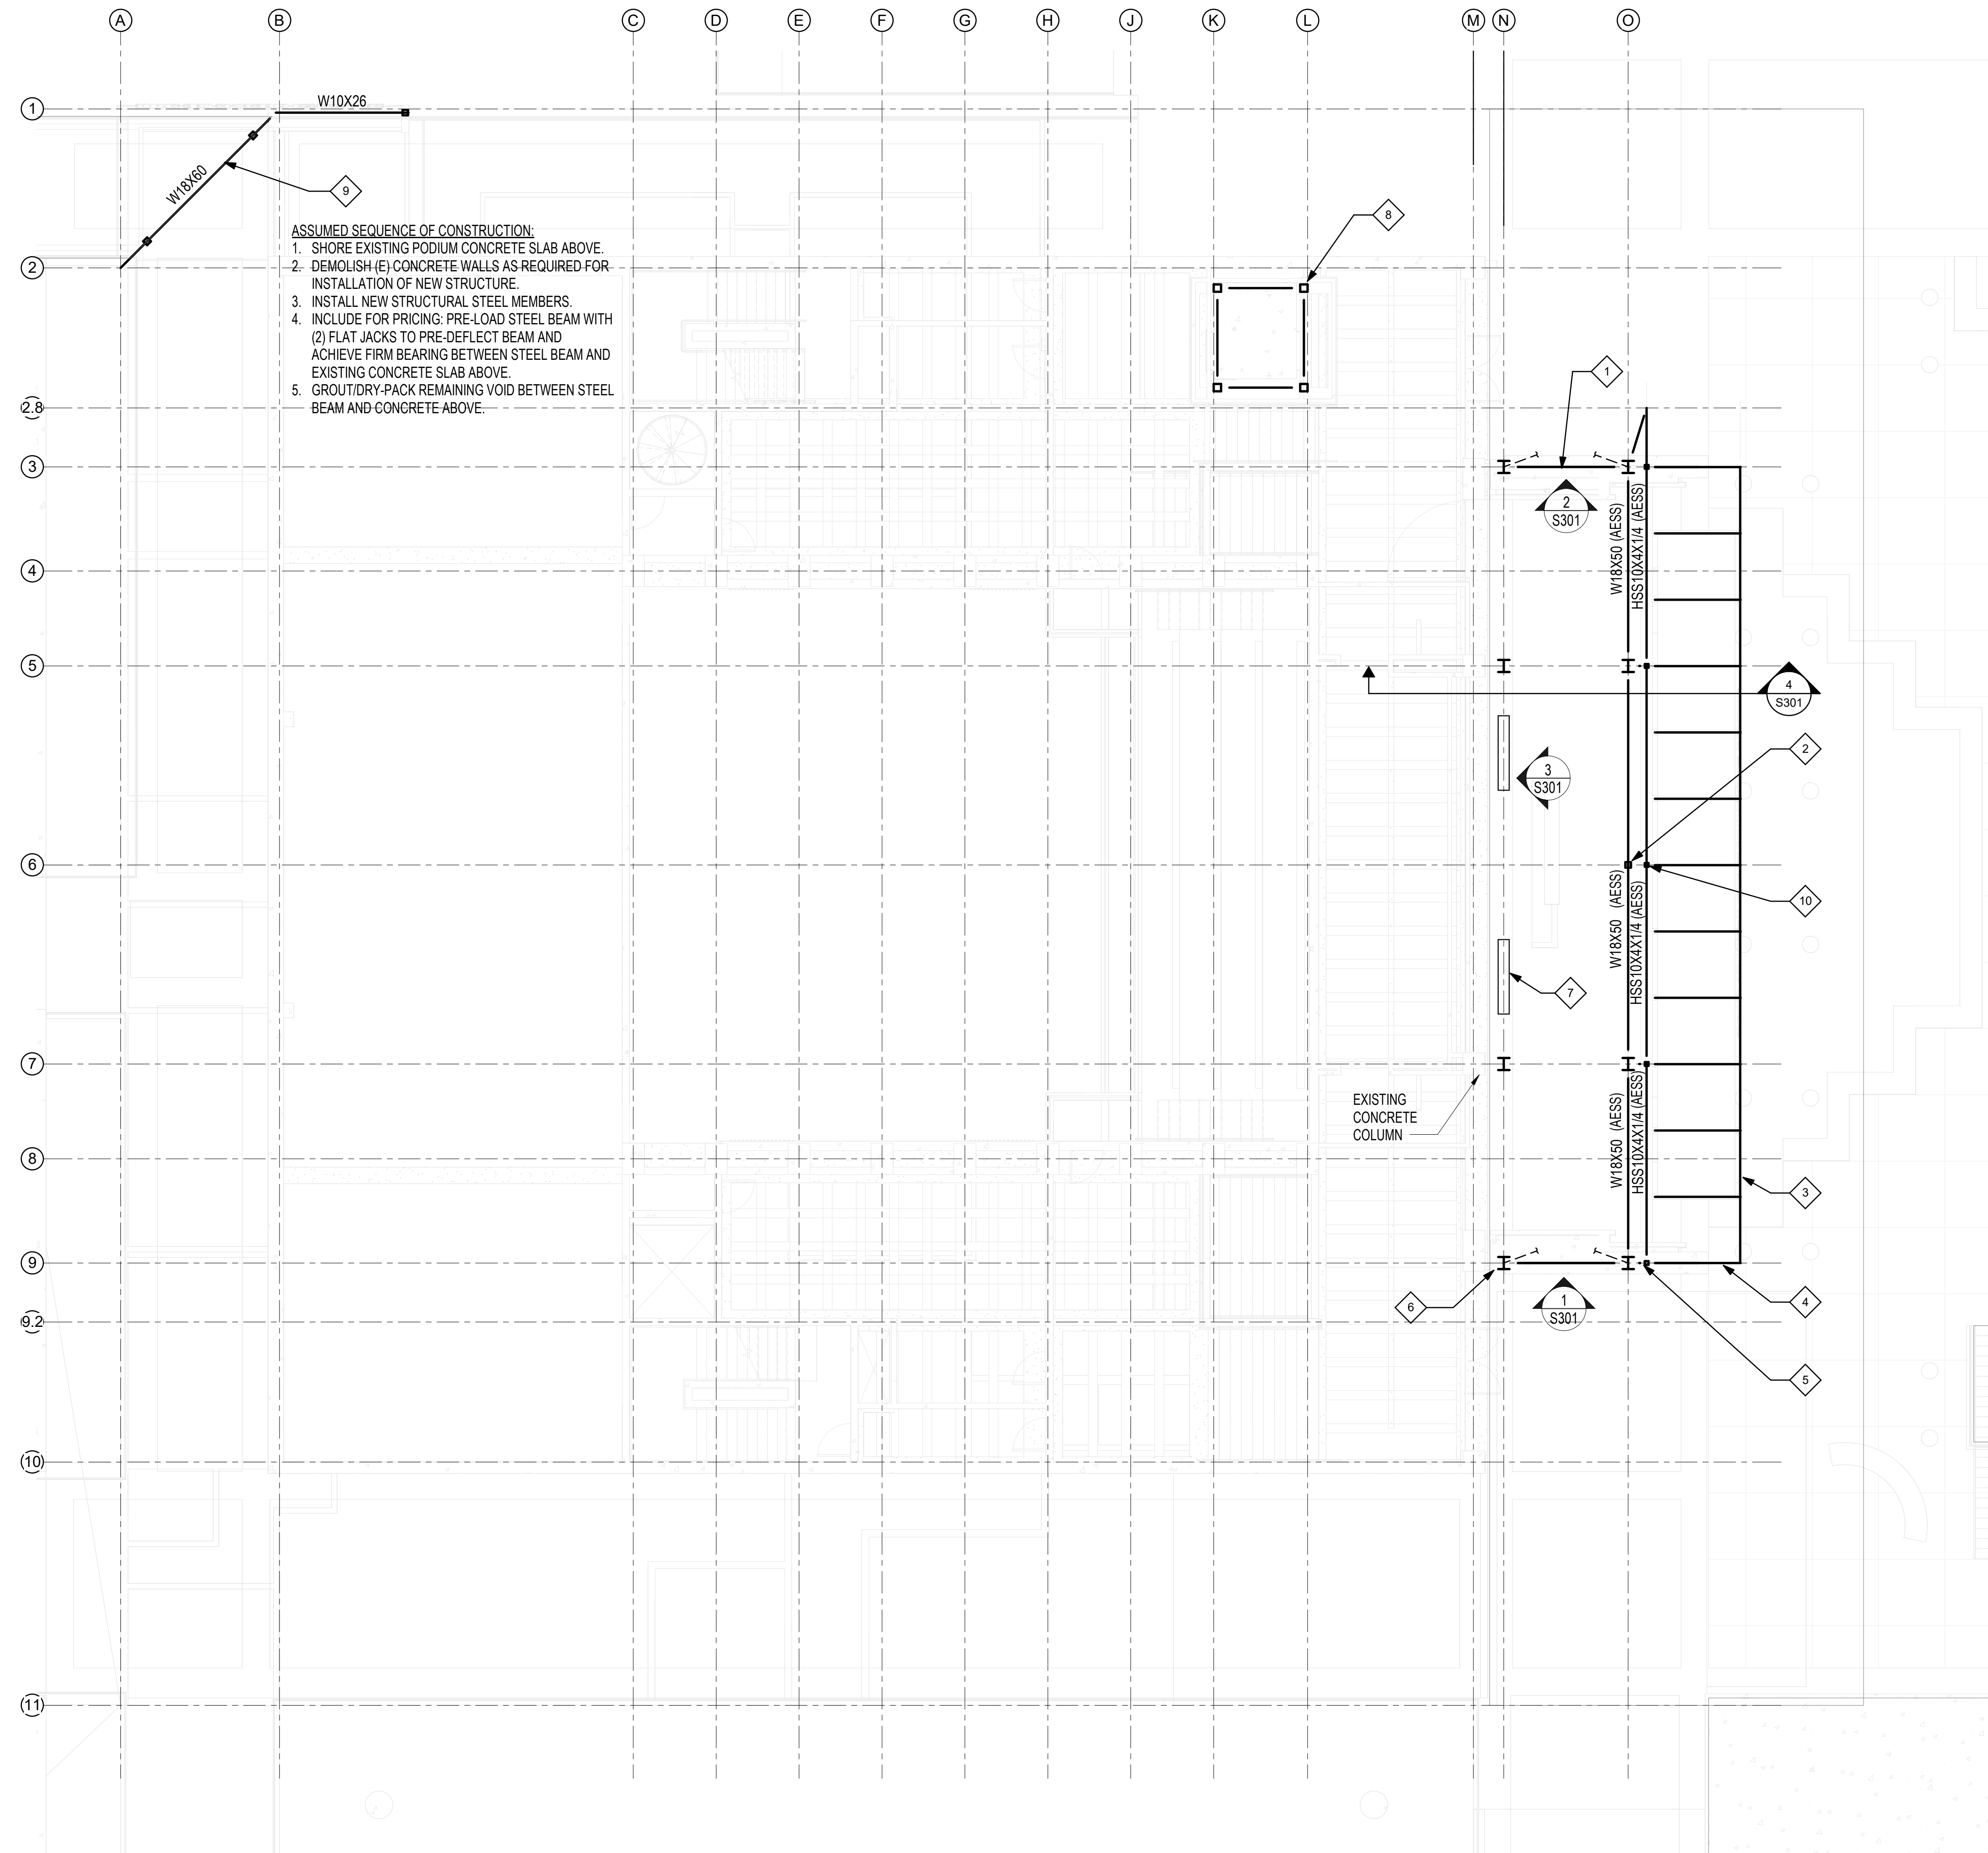 A
B
C
D
E
F
G
H
J
K
L
M
N
O
1
W10X26
W18X60
9
8
ASSUMED SEQUENCE OF CONSTRUCTION:
1. SHORE EXISTING PODIUM CONCRETE SLAB ABOVE.
2. DEMOLISH (E) CONCRETE WALLS AS REQUIRED FOR
INSTALLATION OF NEW STRUCTURE.
3. INSTALL NEW STRUCTURAL STEEL MEMBERS.
4. INCLUDE FOR PRICING: PRE-LOAD STEEL BEAM WITH
(2) FLAT JACKS TO PRE-DEFLECT BEAM AND
ACHIEVE FIRM BEARING BETWEEN STEEL BEAM AND
EXISTING CONCRETE SLAB ABOVE.
5. GROUT/DRY-PACK REMAINING VOID BETWEEN STEEL
BEAM AND CONCRETE ABOVE.
2
1
2.8
3
2
S301
W18X50 (AESS)
HSS10X4X1/4 (AESS)
4
5
4
S301
2
3
S301
6
W18X50 (AESS)
HSS10X4X1/4 (AESS)
10
7
7
EXISTING
CONCRETE
COLUMN
W18X50 (AESS)
HSS10X4X1/4 (AESS)
8
3
9
6
1
S301
4
9.2
5
10
11